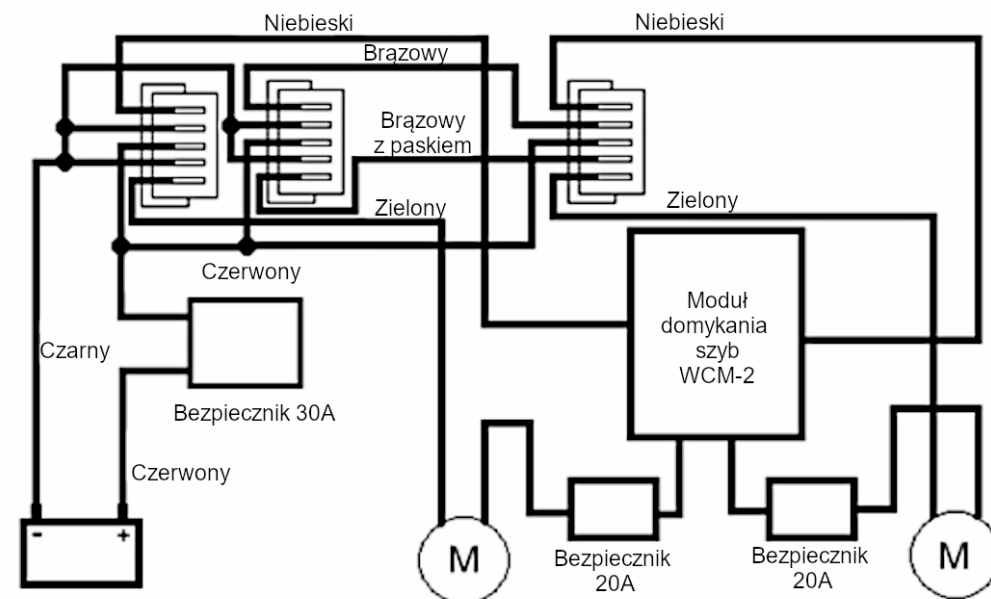 Niebieski
Niebieski
Brązowy
Brązowy
z paskiem
Zielony
Zielony
Czerwony
Moduł
domykania
szyb
WCM-2
Czarny
Bezpiecznik 30A
Czerwony
- +
M
M
Bezpiecznik
20A
Bezpiecznik
20A